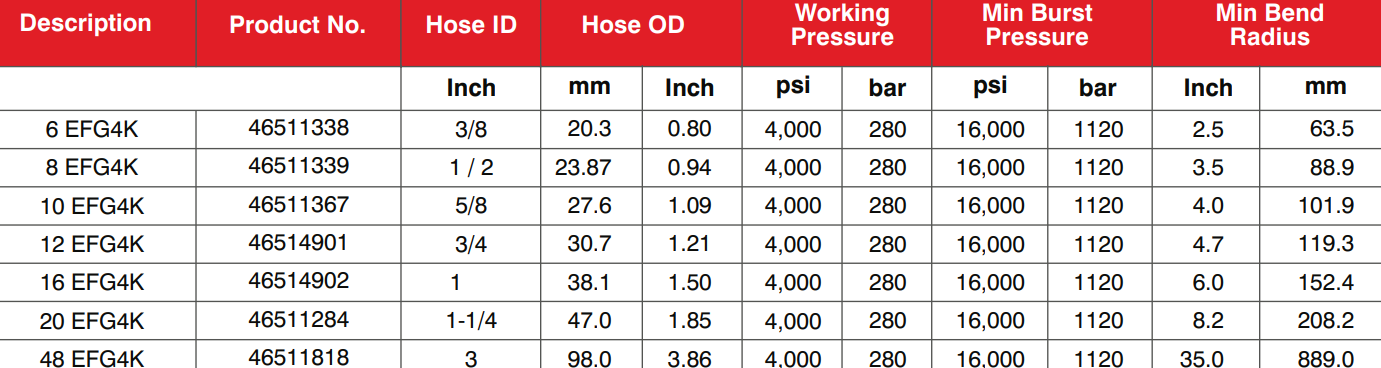 Description Product No. Hose ID Hose OD Working Pressure Min Burst Pressure Min Bend Radius
Inch mm Inch psi bar psi bar Inch mm
6 EFG4K 46511338 3/8 20.3 0.80 4,000 280 16,000 1120 2.5 63.5
8 EFG4K 46511339 1 / 2 23.87 0.94 4,000 280 16,000 1120 3.5 88.9
10 EFG4K 46511367 5/8 27.6 1.09 4,000 280 16,000 1120 4.0 101.9
12 EFG4K 46514901 3/4 30.7 1.21 4,000 280 16,000 1120 4.7 119.3
16 EFG4K 46514902 1 38.1 1.50 4,000 280 16,000 1120 6.0 152.4
20 EFG4K 46511284 1-1/4 47.0 1.85 4,000 280 16,000 1120 8.2 208.2
48 EFG4K 46511818 3 98.0 3.86 4,000 280 16,000 1120 35.0 889.0